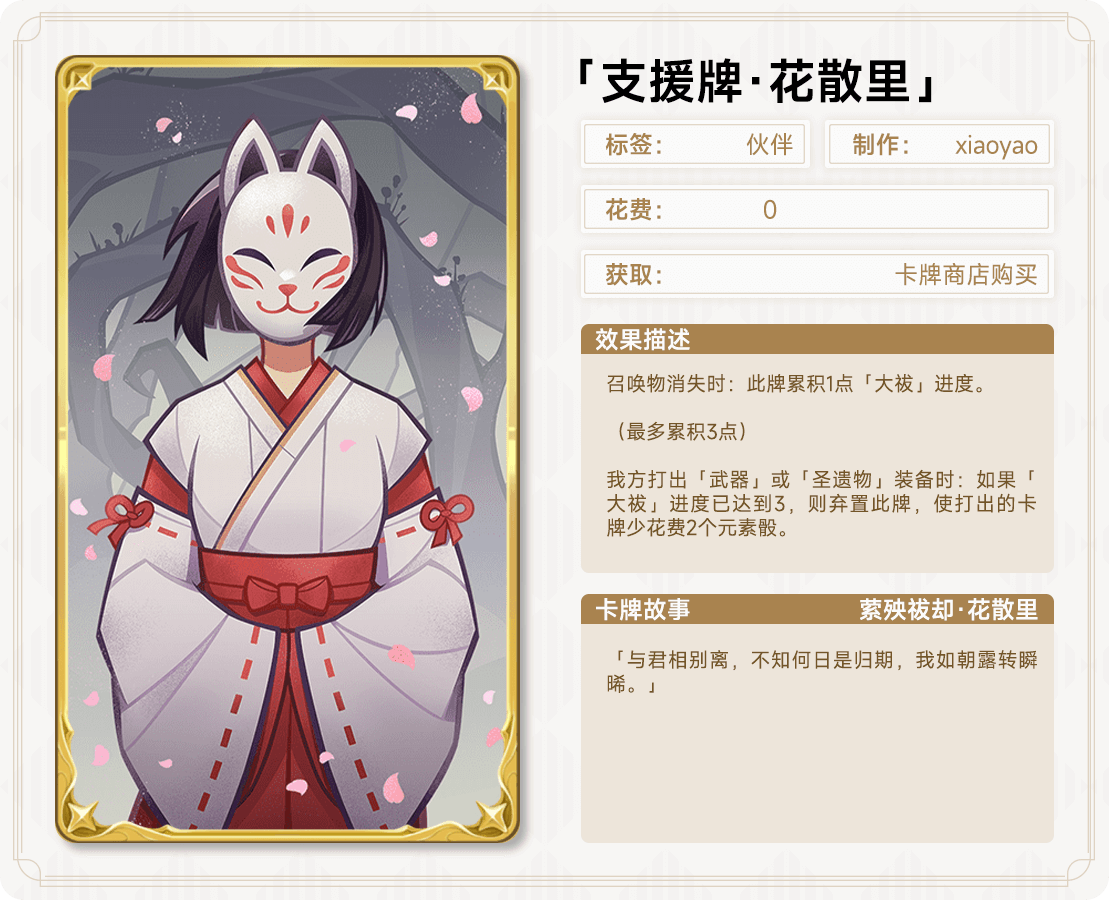 「支援牌·花散里」
标签: 伙伴 制作: xiaoyao
花费: 0
获取: 卡牌商店购买
效果描述
召唤物消失时: 此牌累积1点「大祓」进度。
（最多累积3点）
我方打出「武器」或「圣遗物」装备时: 如果「
大祓」进度已达到3，则弃置此牌，使打出的卡
牌少花费2个元素骰。
卡牌故事 萦殃袚却·花散里
「与君相别离，不知何日是归期，我如朝露转瞬
晞。」